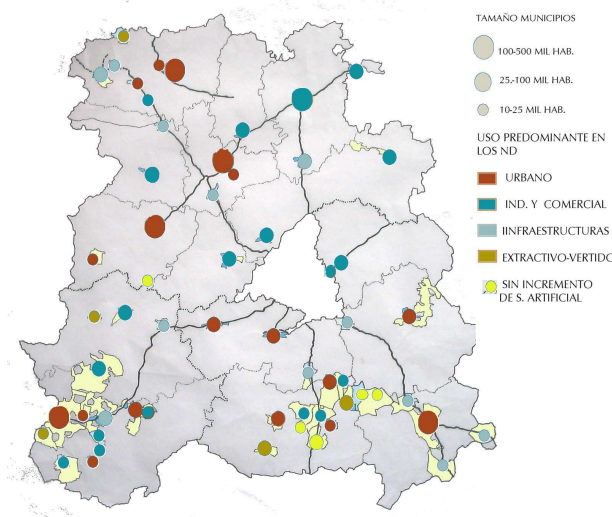 TAMAÑO MUNICIPIOS
100-500 MIL HAB.
25.-100 MIL HAB.
10-25 MIL HAB.
USO PREDOMINANTE EN
LOS ND
URBANO
IND. Y COMERCIAL
IINFRAESTRUCTURAS
EXTRACTIVO-VERTIDC
SIN INCREMENTO
DE S. ARTIFICIAL